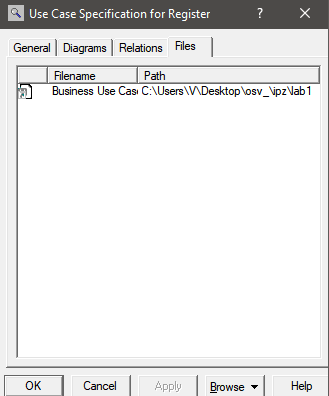 Use Case Specification for Register ? X
General Diagrams Relations Files
Filename Path
Business Use Cas C:\Users\V\Desktop\osv_\ipz\lab1
OK Cancel Apply Browse Help